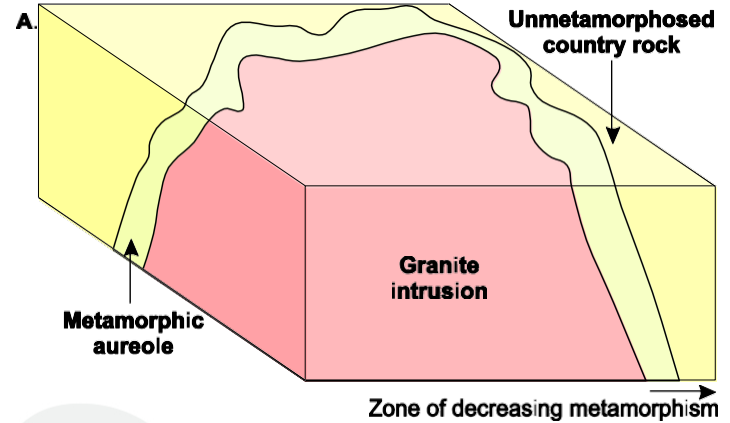 A.
Unmetamorphosed
country rock
Granite
intrusion
Metamorphic
aureole
Zone of decreasing metamorphism